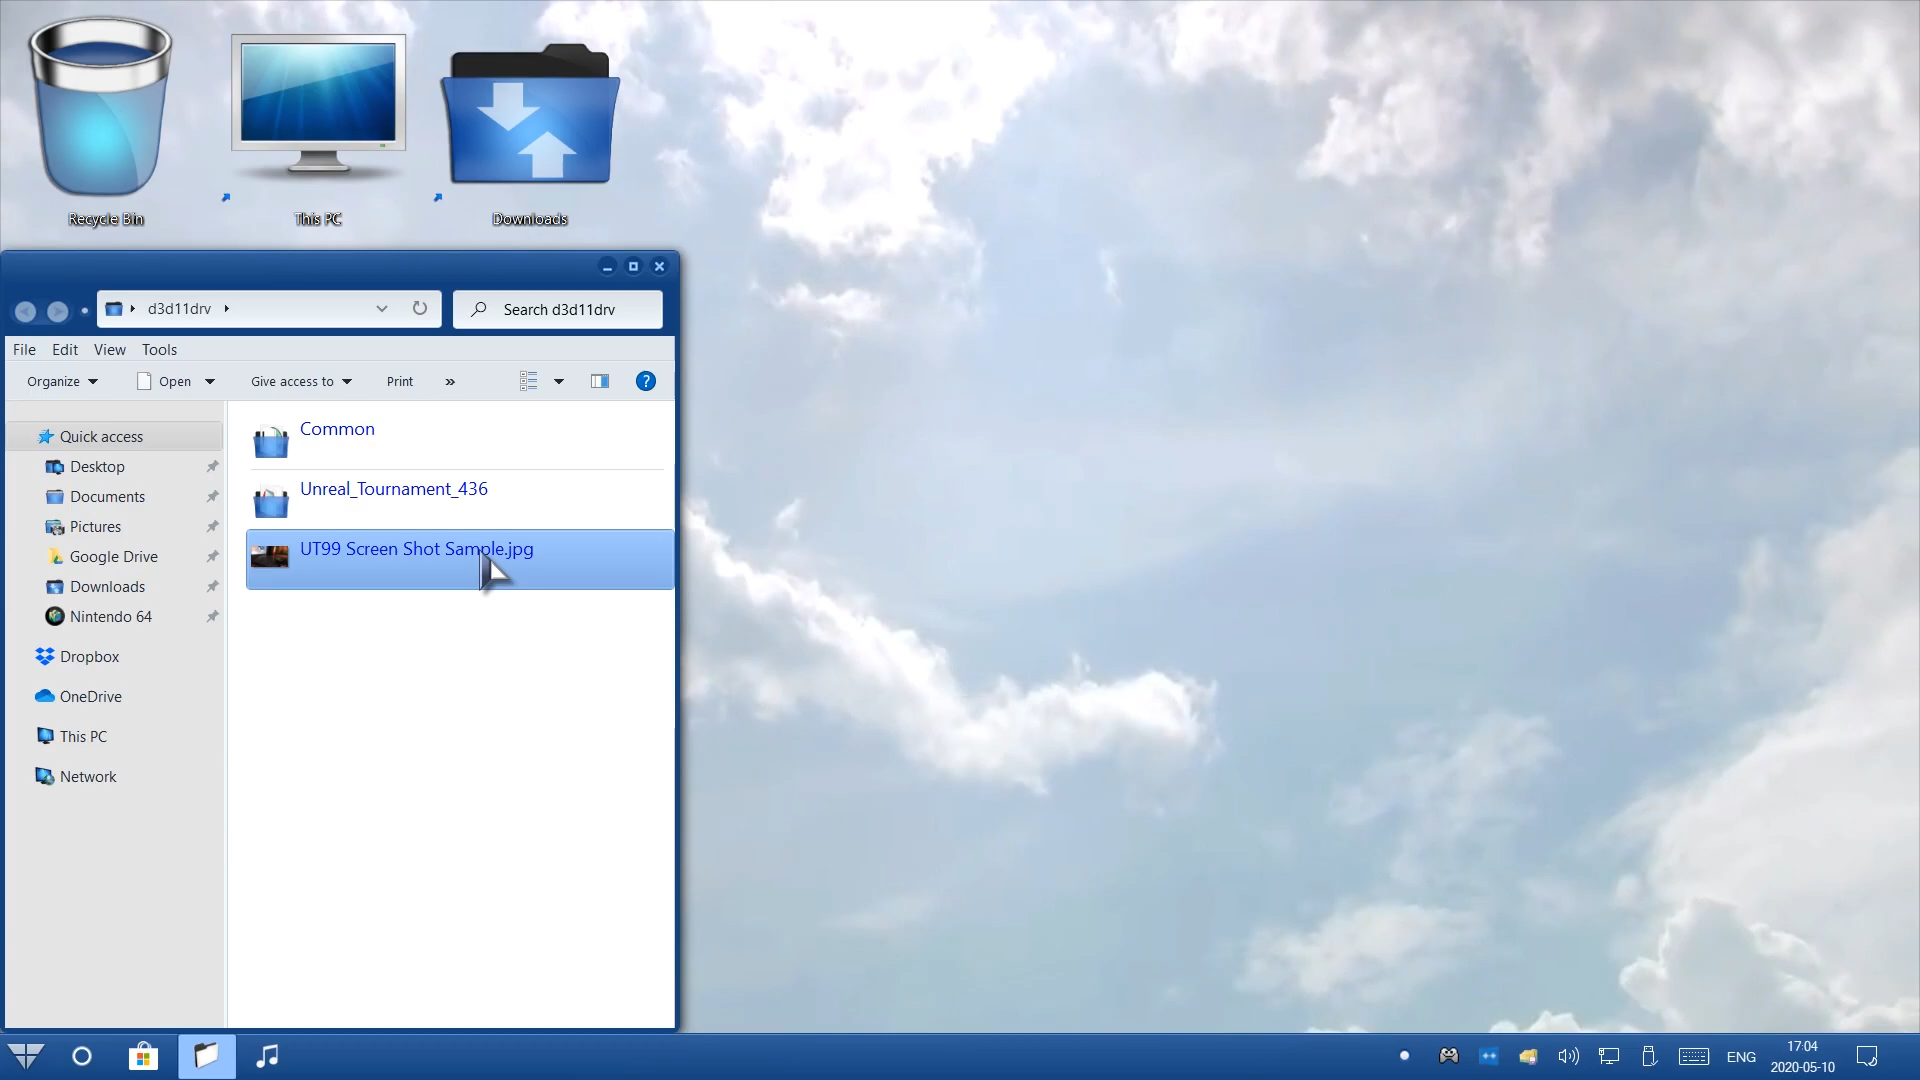 Recycle Bin
This PC
Downloads
d3d11drv
Search d3d11drv
File Edit View Tools
Organize Open Give access to Print »
?
Quick access
Desktop
Documents
Pictures
Google Drive
Downloads
Nintendo 64
Dropbox
OneDrive
This PC
Network
Common
Unreal_Tournament_436
UT99 Screen Shot Sample.jpg
ENG
17:04
2020-05-10